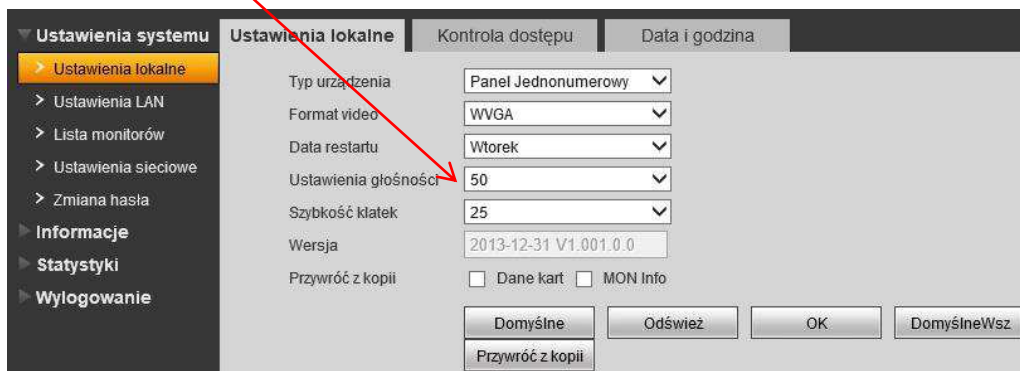 Ustawienia systemu
Ustawienia lokalne
Ustawienia LAN
Lista monitorów
Ustawienia sieciowe
Zmiana hasła
Informacje
Statystyki
Wylogowanie
Ustawienia lokalne Kontrola dostępu Data i godzina
Typ urządzenia Panel Jednonumerowy
Format video WVGA
Data restartu Wtorek
Ustawienia głośności 50
Szybkość klatek 25
Wersja 2013-12-31 V1.001.0.0
Przywróć z kopii Dane kart MON Info
Domyślne Odśwież OK DomyślneWsz
Przywróć z kopii